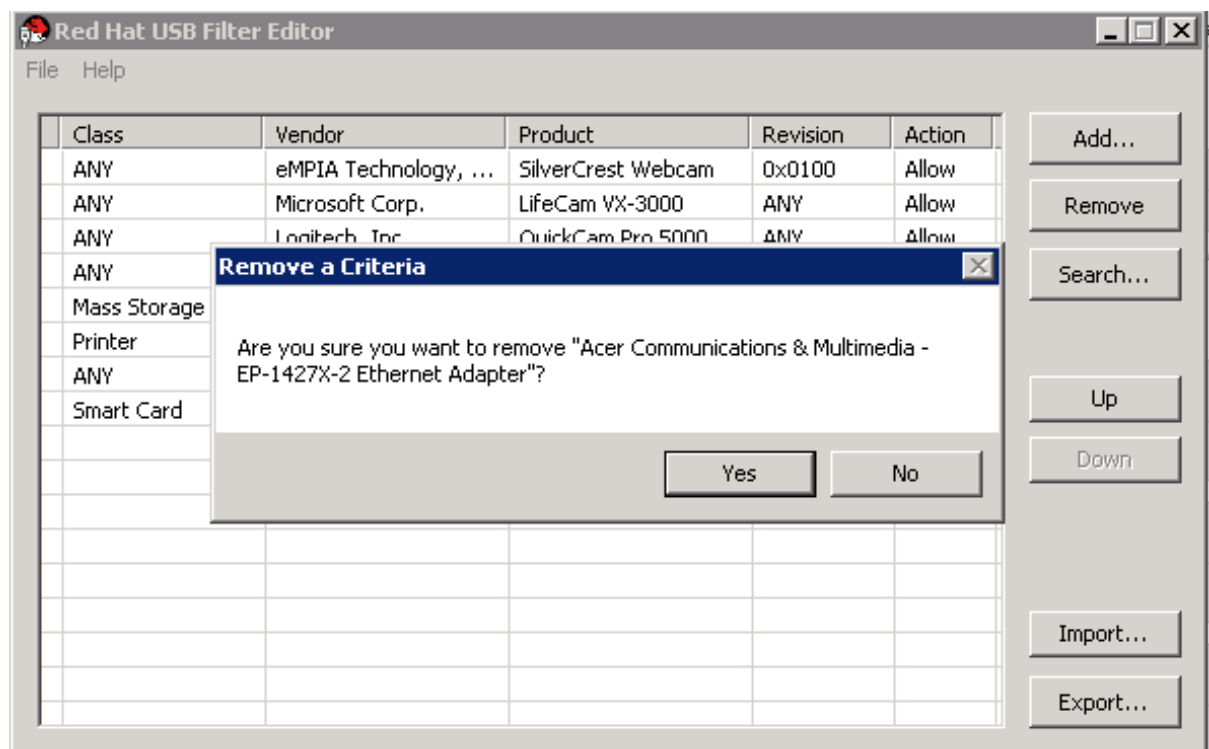 Red Hat USB Filter Editor
File Help
Class Vendor Product Revision Action
ANY eMPIA Technology, ... SilverCrest Webcam 0x0100 Allow
ANY Microsoft Corp. LifeCam VX-3000 ANY Allow
ANY Logitech, Inc. QuickCam Pro 5000 ANY Allow
ANY
Mass Storage
Printer
ANY
Smart Card
Remove a Criteria
Are you sure you want to remove "Acer Communications & Multimedia -
EP-1427X-2 Ethernet Adapter"?
Yes No
Add...
Remove
Search...
Up
Down
Import...
Export...